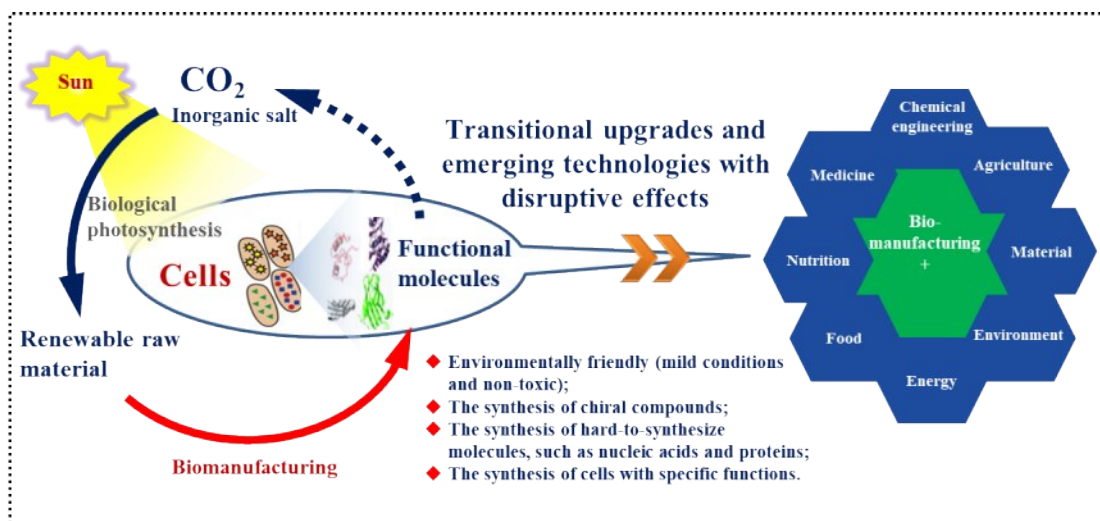 Sun
CO₂
Inorganic salt
Biological
photosynthesis
Cells
Functional
molecules
Renewable raw
material
Biomanufacturing
Transitional upgrades and
emerging technologies with
disruptive effects
◆ Environmentally friendly (mild conditions
and non-toxic);
◆ The synthesis of chiral compounds;
◆ The synthesis of hard-to-synthesize
molecules, such as nucleic acids and proteins;
◆ The synthesis of cells with specific functions.
Chemical
engineering
Medicine
Agriculture
Bio-
manufacturing
+
Nutrition
Material
Food
Environment
Energy